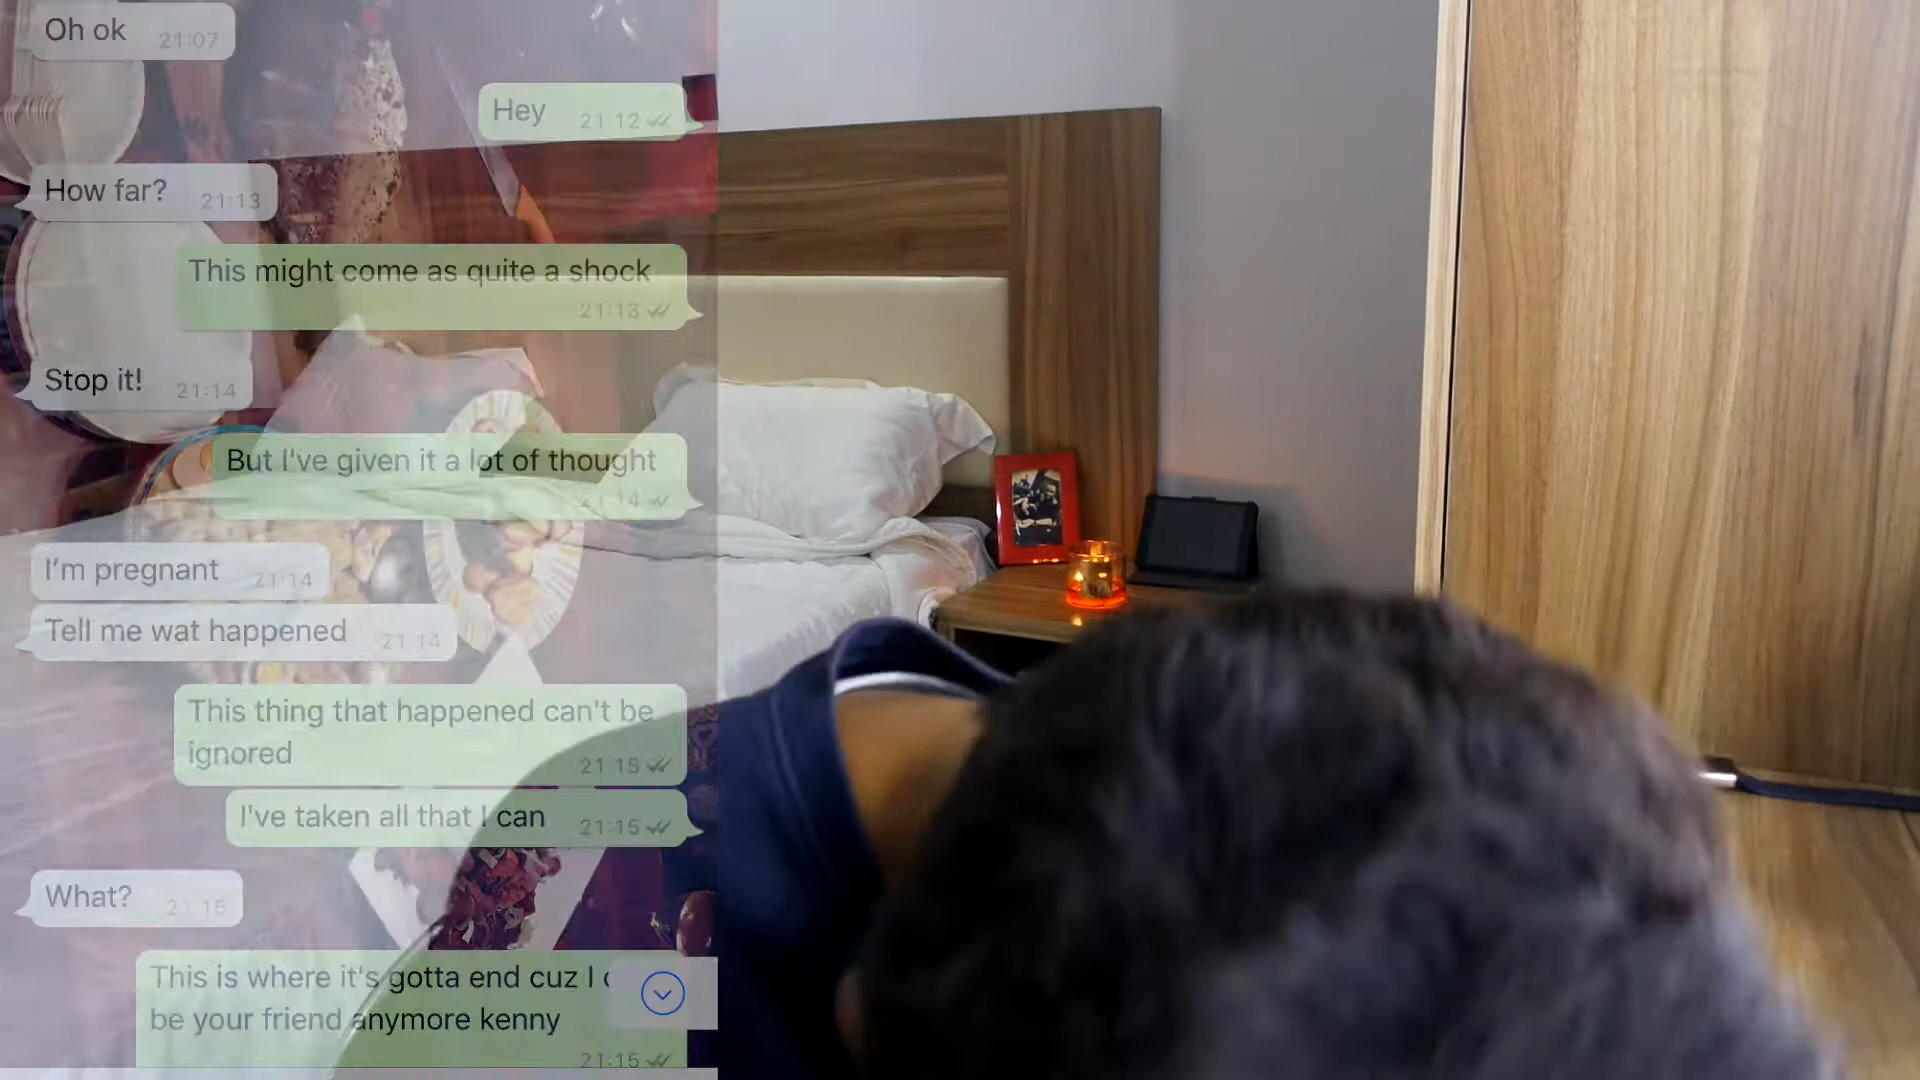 Oh ok 21:07
Hey 21:12
How far? 21:13
This might come as quite a shock
21:13
Stop it! 21:14
But I've given it a lot of thought
21:14
I'm pregnant 21:14
Tell me wat happened 21:14
This thing that happened can't be
ignored 21:15
I've taken all that I can 21:15
What? 21:15
This is where it's gotta end cuz I
be your friend anymore kenny
21:15